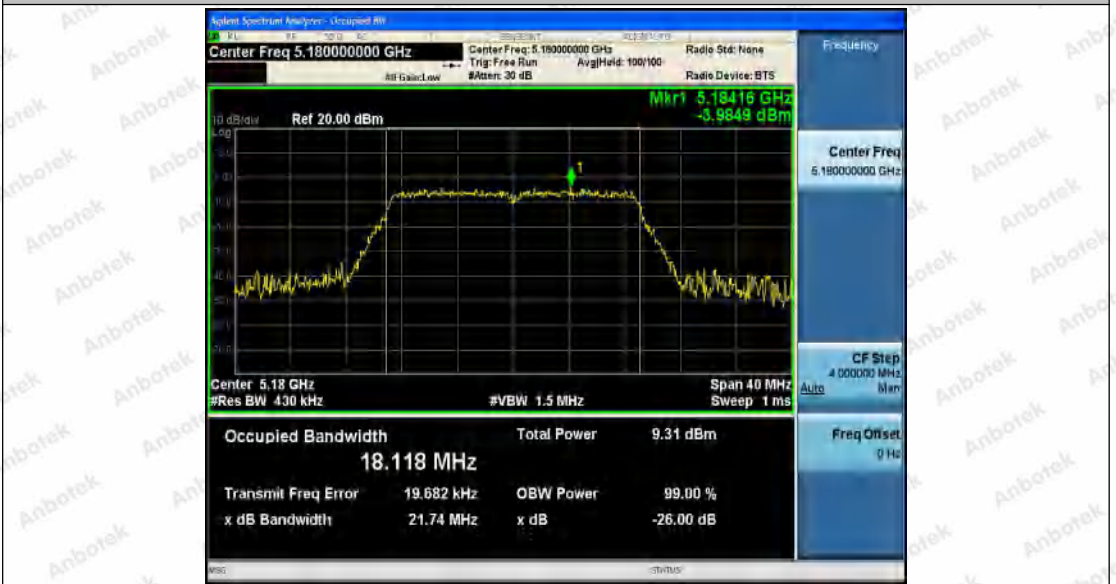 Agilent Spectrum Analyzer - Occupied BW
Center Freq 5.180000000 GHz
Center Freq: 5.180000000 GHz
Radio Std: None
Trig: Free Run Avg|Hold: 100/100
#IFGain:Low #Atten: 30 dB Radio Device: BTS
Mkr1 5.18416 GHz
-3.9849 dBm
10 dB/div Ref 20.00 dBm
Log
1
Center 5.18 GHz Span 40 MHz
#Res BW 430 kHz #VBW 1.5 MHz Sweep 1 ms
Occupied Bandwidth Total Power 9.31 dBm
18.118 MHz
Transmit Freq Error 19.682 kHz OBW Power 99.00 %
x dB Bandwidth 21.74 MHz x dB -26.00 dB
MSG STATUS
Frequency
Center Freq
5.180000000 GHz
CF Step
4.000000 MHz
Auto Man
Freq Offset
0 Hz
Anbotek